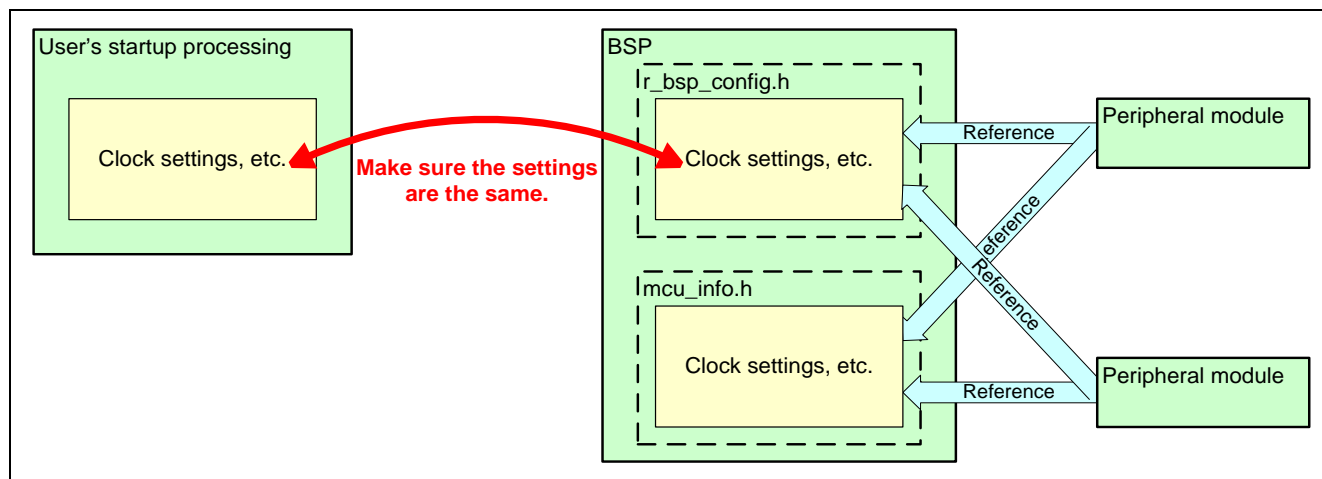 User's startup processing
Clock settings, etc.
Make sure the settings
are the same.
BSP
r_bsp_config.h
Clock settings, etc.
mcu_info.h
Clock settings, etc.
Reference
eference
Reference
Reference
Peripheral module
Peripheral module